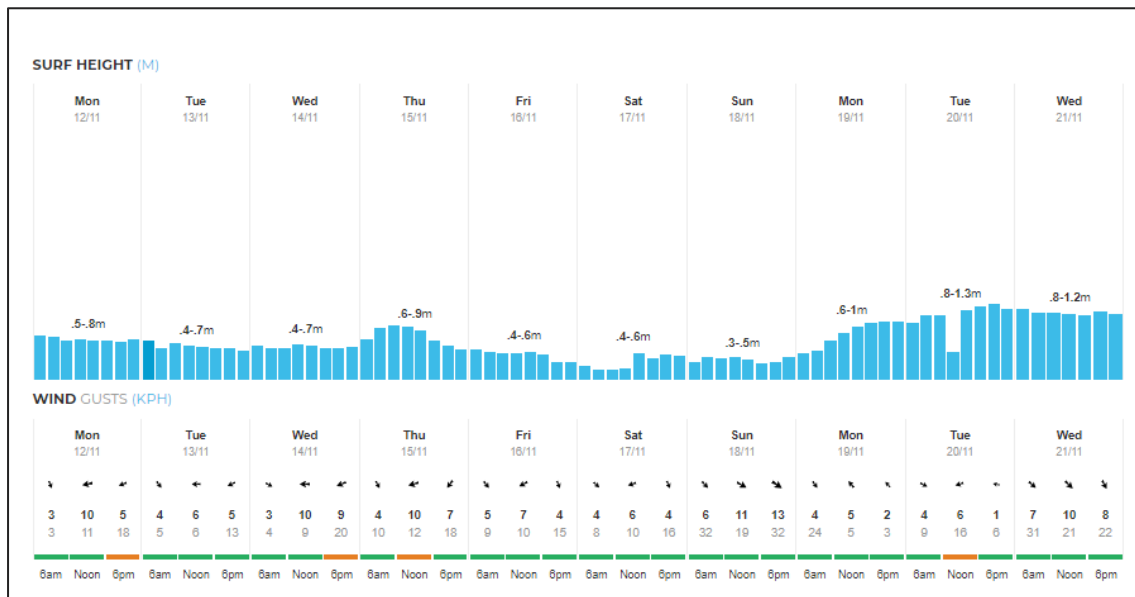 SURF HEIGHT (M)
Mon Tue Wed Thu Fri Sat Sun Mon Tue Wed
12/11 13/11 14/11 15/11 16/11 17/11 18/11 19/11 20/11 21/11
.8-1.3m .8-1.2m
.6-.9m .6-1m
.5-.8m .4-.7m .4-.7m .4-.6m .4-.6m .3-.5m
WIND GUSTS (KPH)
Mon Tue Wed Thu Fri Sat Sun Mon Tue Wed
12/11 13/11 14/11 15/11 16/11 17/11 18/11 19/11 20/11 21/11
3 10 5 4 6 5 3 10 9 4 10 7 5 7 4 4 6 4 6 11 13 4 5 2 4 6 1 7 10 8
3 11 18 5 6 13 4 9 20 10 12 18 9 10 15 8 10 16 32 19 32 24 5 3 9 16 6 31 21 22
6am Noon 6pm 6am Noon 6pm 6am Noon 6pm 6am Noon 6pm 6am Noon 6pm 6am Noon 6pm 6am Noon 6pm 6am Noon 6pm 6am Noon 6pm 6am Noon 6pm